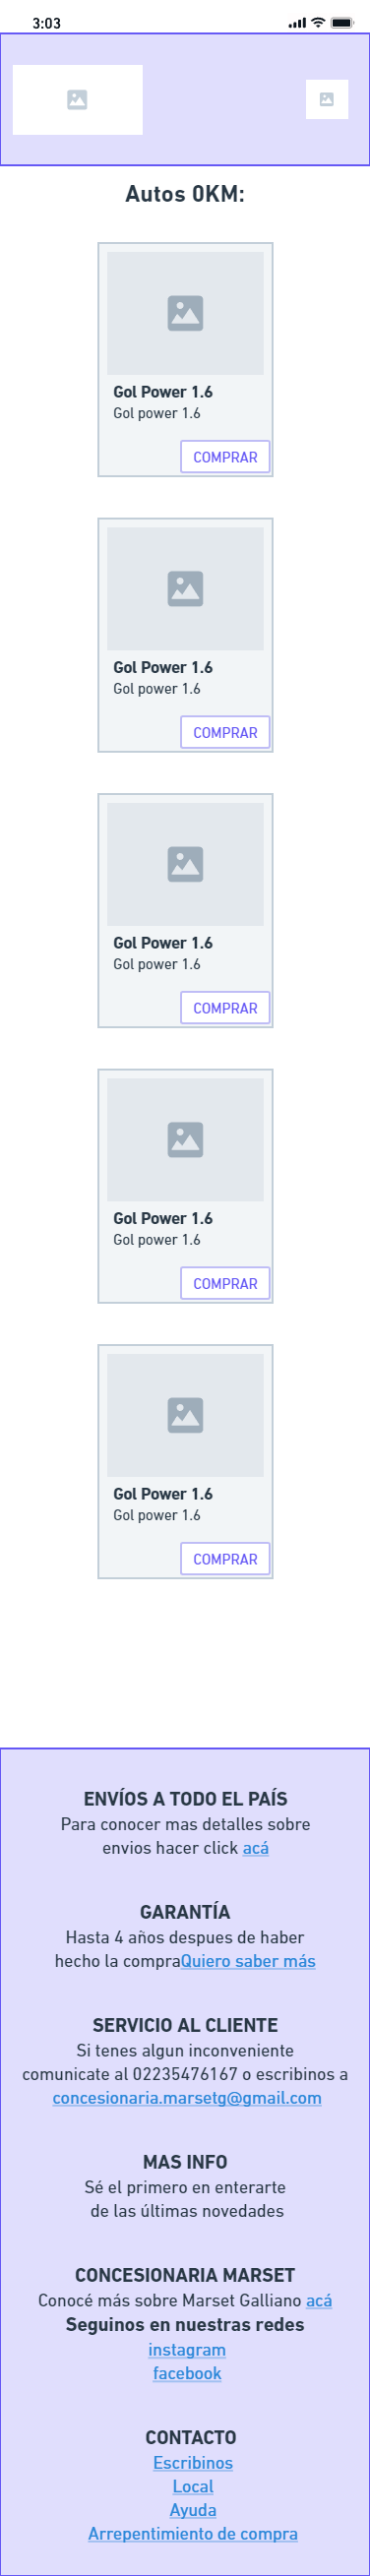 3:03
Autos 0KM:
Gol Power 1.6
Gol power 1.6
COMPRAR
Gol Power 1.6
Gol power 1.6
COMPRAR
Gol Power 1.6
Gol power 1.6
COMPRAR
Gol Power 1.6
Gol power 1.6
COMPRAR
Gol Power 1.6
Gol power 1.6
COMPRAR
ENVÍOS A TODO EL PAÍS
Para conocer mas detalles sobre
envios hacer click acá
GARANTÍA
Hasta 4 años despues de haber
hecho la compraQuiero saber más
SERVICIO AL CLIENTE
Si tenes algun inconveniente
comunicate al 02235476167 o escribinos a
concesionaria.marsetg@gmail.com
MAS INFO
Sé el primero en enterarte
de las últimas novedades
CONCESIONARIA MARSET
Conocé más sobre Marset Galliano acá
Seguinos en nuestras redes
instagram
facebook
CONTACTO
Escribinos
Local
Ayuda
Arrepentimiento de compra